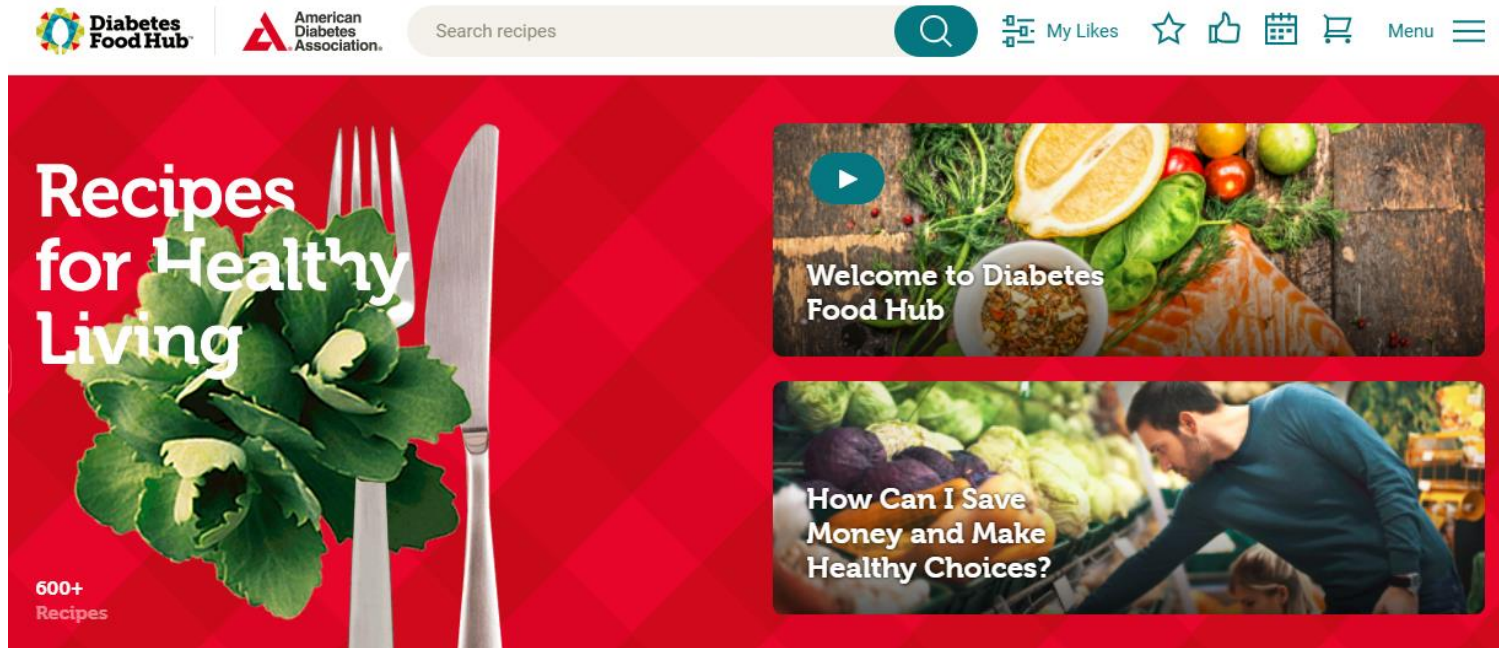 Diabetes
Food Hub™
American
Diabetes
Association®
Search recipes
My Likes
Menu
Recipes
for Healthy
Living
600+
Recipes
Welcome to Diabetes
Food Hub
How Can I Save
Money and Make
Healthy Choices?